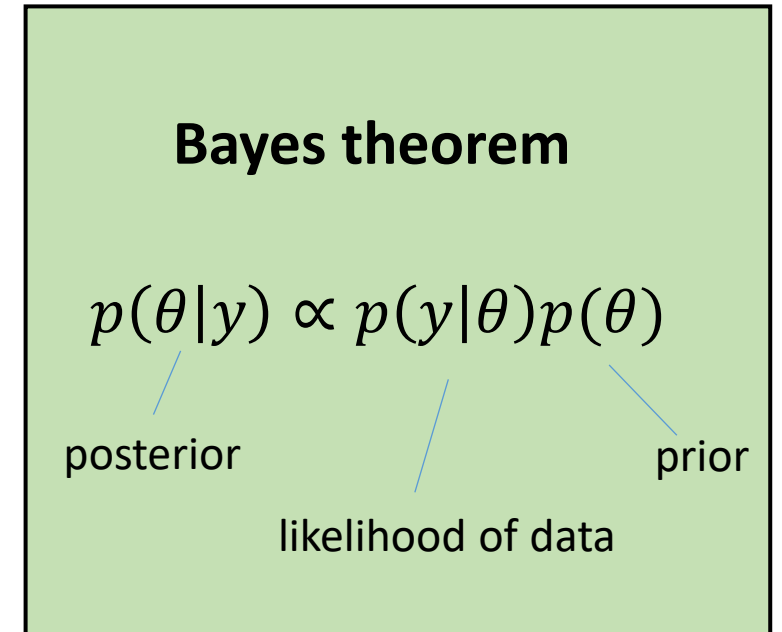 Bayes theorem
p(θ|y) ∝ p(y|θ)p(θ)
posterior
prior
likelihood of data